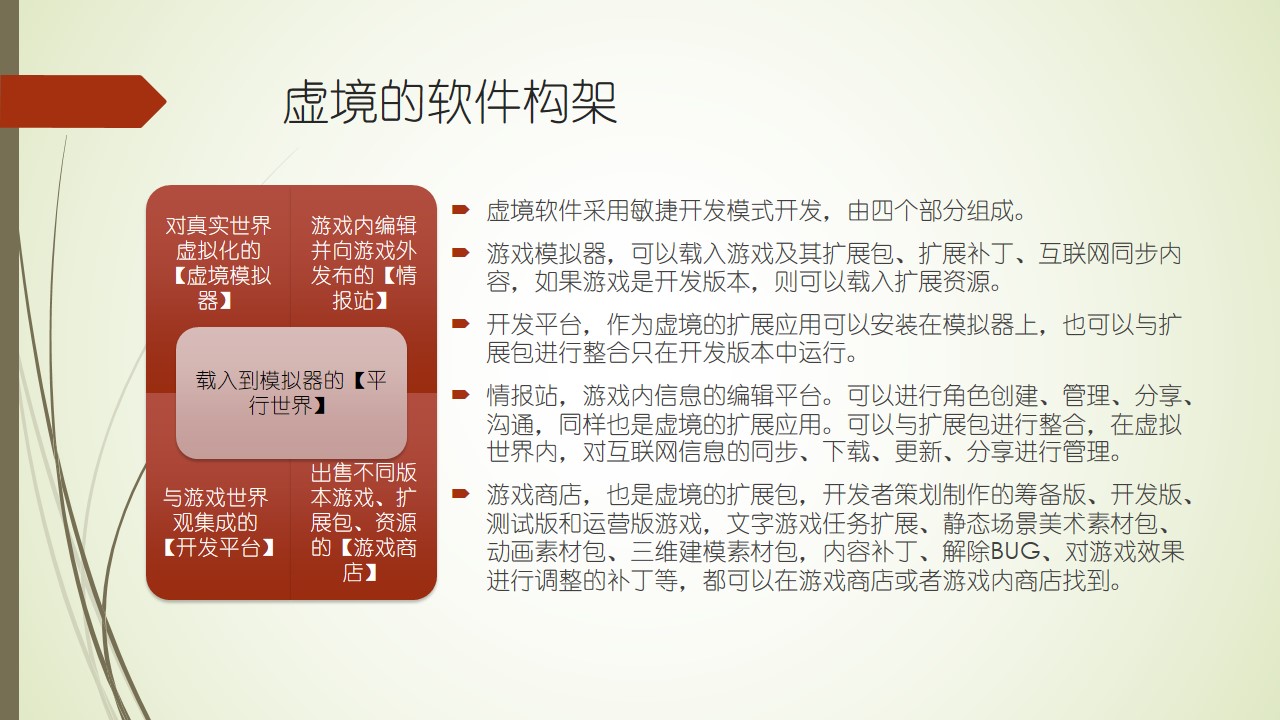 虚境的软件构架
对真实世界
虚拟化的
【虚境模拟
器】
游戏内编辑
并向游戏外
发布的【情
报站】
载入到模拟器的【平
行世界】
与游戏世界
观集成的
【开发平台】
出售不同版
本游戏、扩
展包、资源
的【游戏商
店】
虚境软件采用敏捷开发模式开发，由四个部分组成。
游戏模拟器，可以载入游戏及其扩展包、扩展补丁、互联网同步内
容，如果游戏是开发版本，则可以载入扩展资源。
开发平台，作为虚境的扩展应用可以安装在模拟器上，也可以与扩
展包进行整合只在开发版本中运行。
情报站，游戏内信息的编辑平台。可以进行角色创建、管理、分享、
沟通，同样也是虚境的扩展应用。可以与扩展包进行整合，在虚拟
世界内，对互联网信息的同步、下载、更新、分享进行管理。
游戏商店，也是虚境的扩展包，开发者策划制作的筹备版、开发版、
测试版和运营版游戏，文字游戏任务扩展、静态场景美术素材包、
动画素材包、三维建模素材包，内容补丁、解除BUG、对游戏效果
进行调整的补丁等，都可以在游戏商店或者游戏内商店找到。